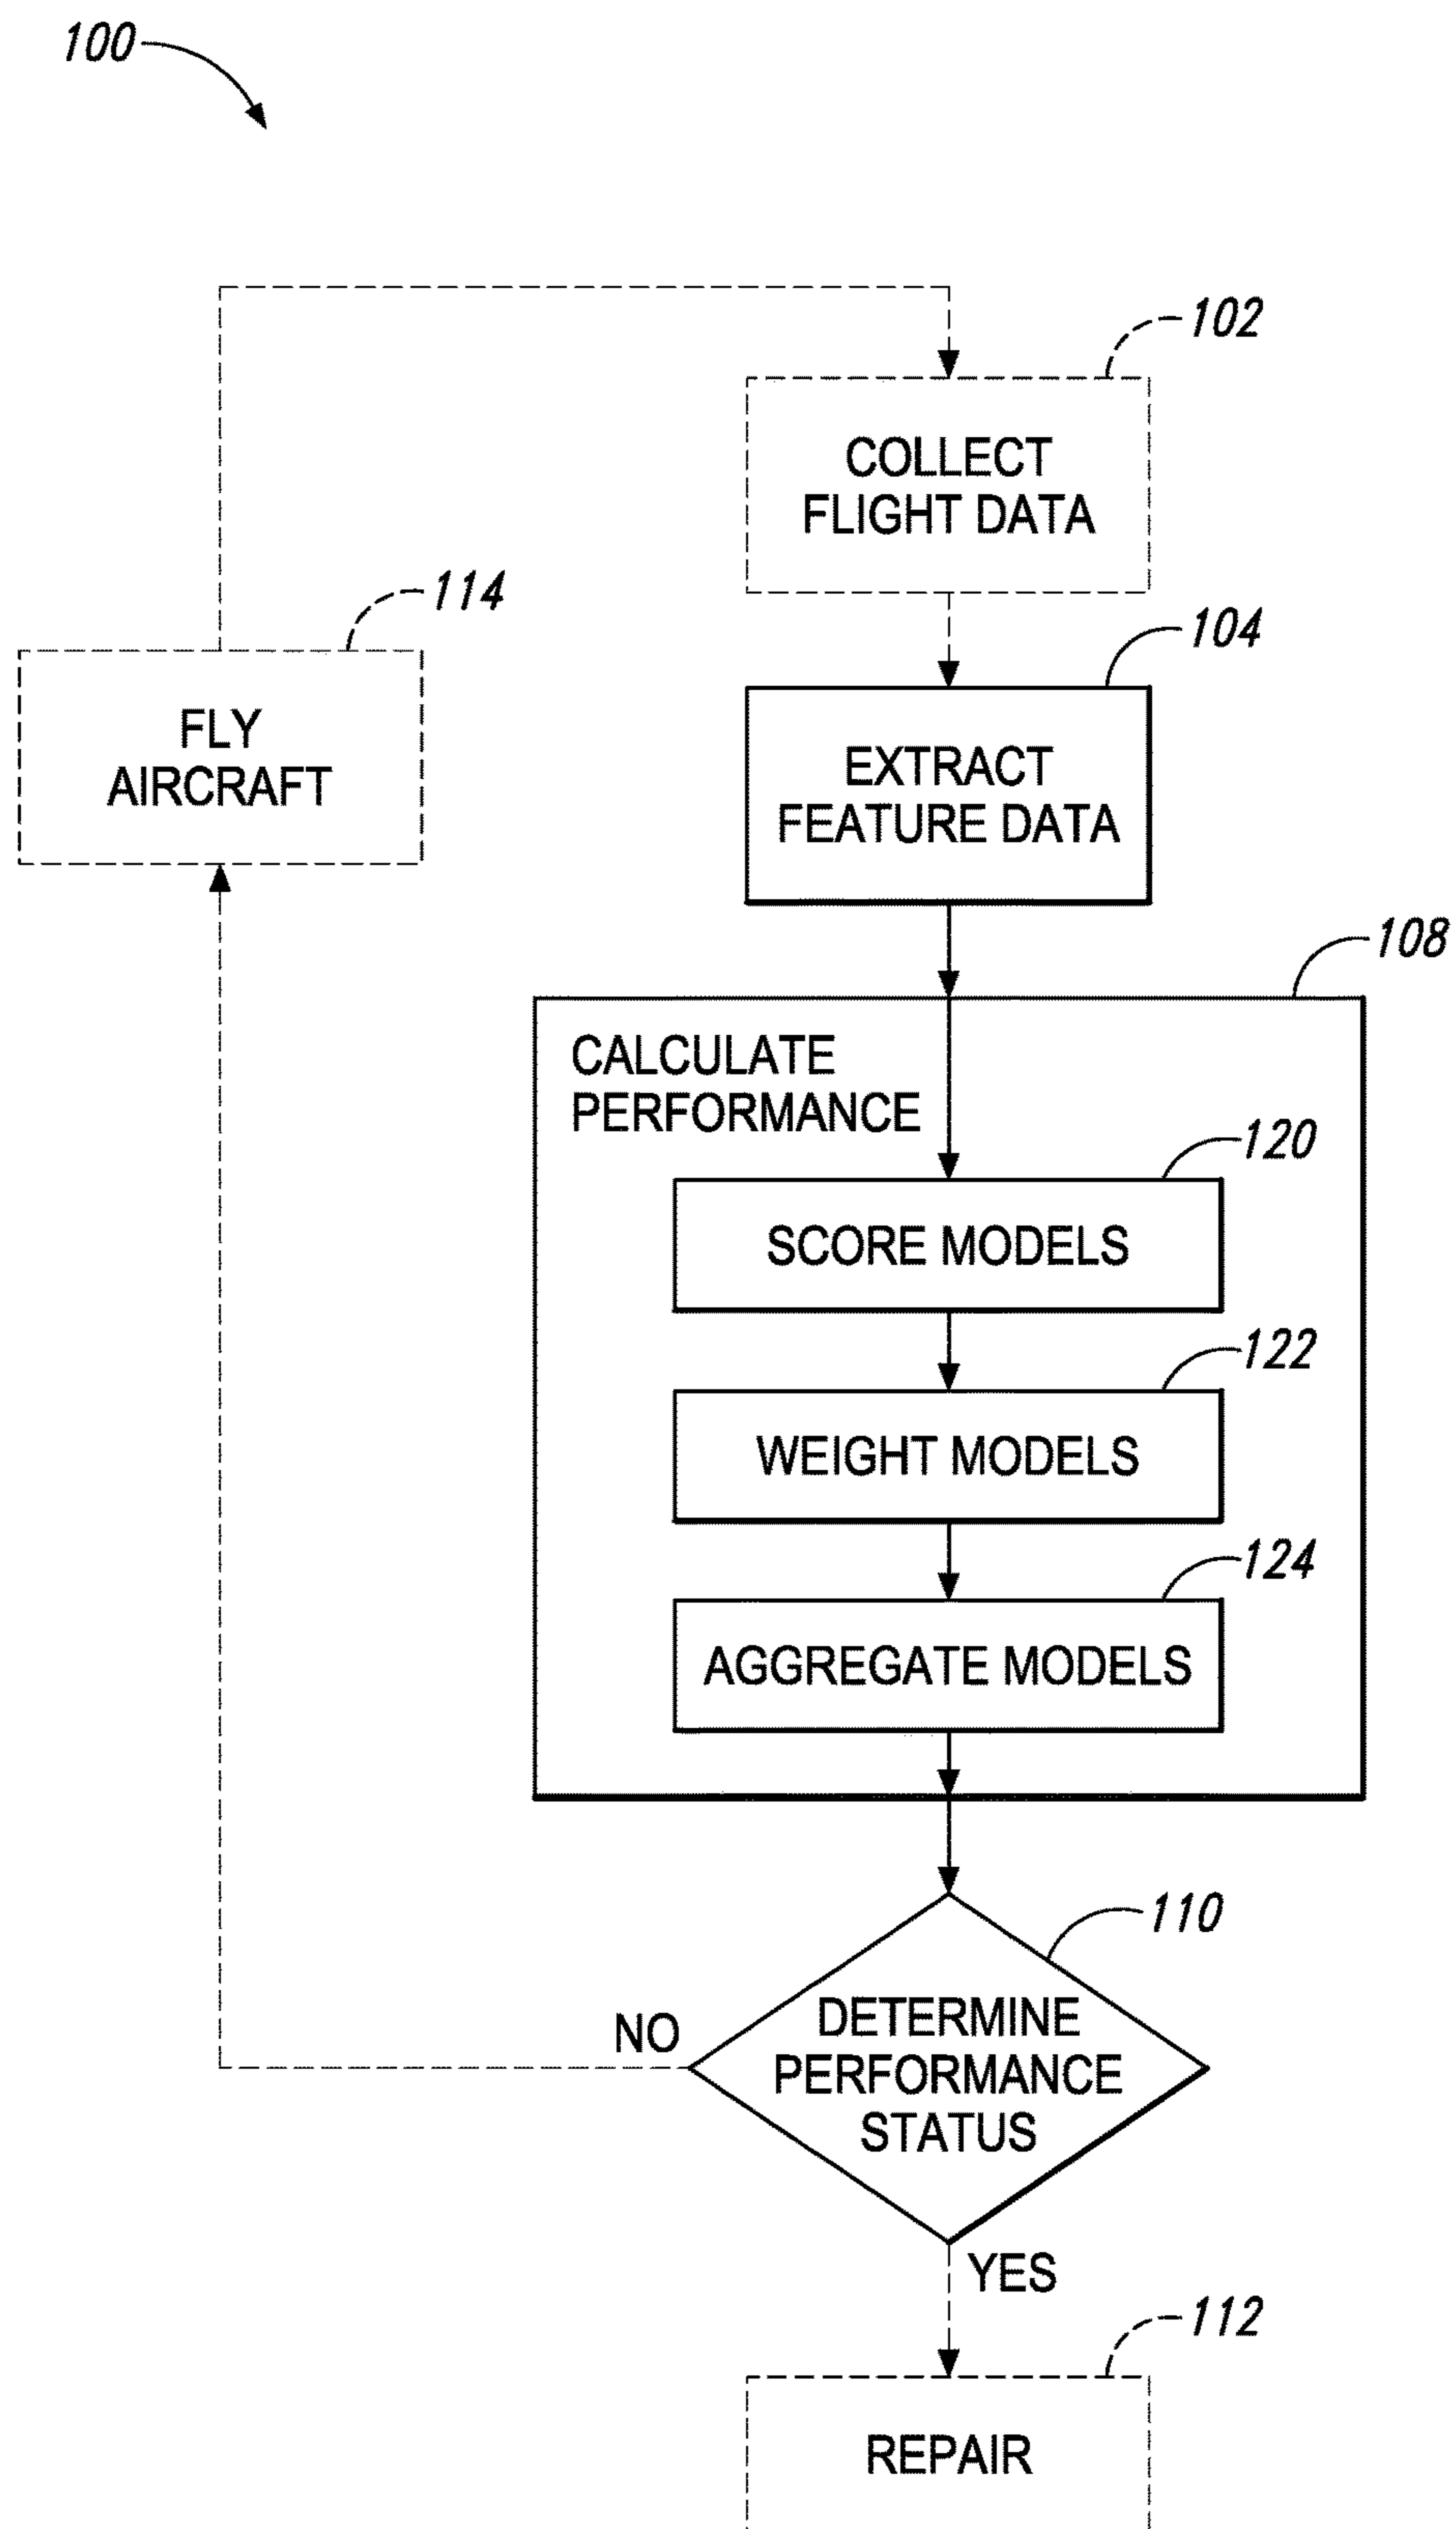 100
102
COLLECT
FLIGHT DATA
114
FLY
AIRCRAFT
104
EXTRACT
FEATURE DATA
108
CALCULATE
PERFORMANCE
120
SCORE MODELS
122
WEIGHT MODELS
124
AGGREGATE MODELS
110
DETERMINE
PERFORMANCE
STATUS
NO
YES
112
REPAIR